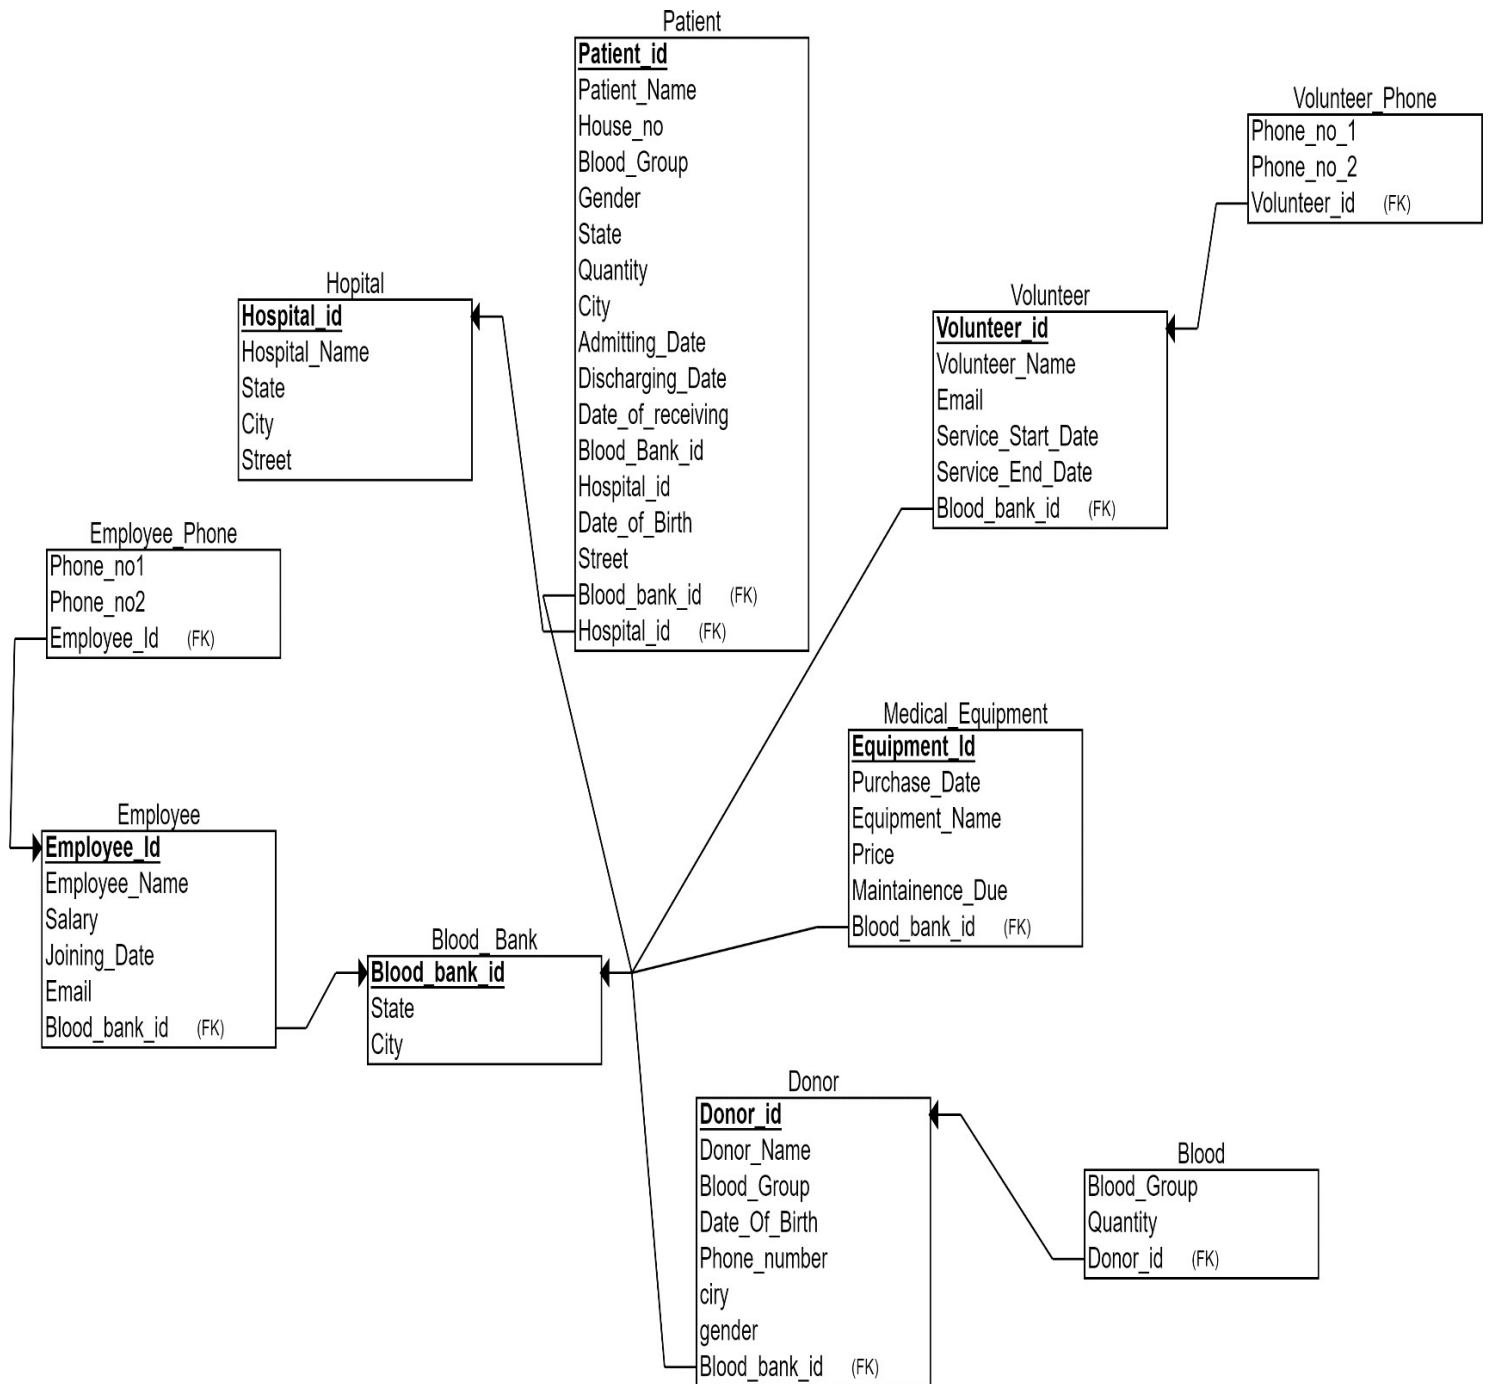 Patient
Patient_id
Patient_Name
House_no
Blood_Group
Gender
State
Quantity
City
Admitting_Date
Discharging_Date
Date_of_receiving
Blood_Bank_id
Hospital_id
Date_of_Birth
Street
Blood_bank_id (FK)
Hospital_id (FK)
Volunteer_Phone
Phone_no_1
Phone_no_2
Volunteer_id (FK)
Hopital
Hospital_id
Hospital_Name
State
City
Street
Volunteer
Volunteer_id
Volunteer_Name
Email
Service_Start_Date
Service_End_Date
Blood_bank_id (FK)
Employee_Phone
Phone_no1
Phone_no2
Employee_Id (FK)
Medical_Equipment
Equipment_Id
Purchase_Date
Equipment_Name
Price
Maintainence_Due
Blood_bank_id (FK)
Employee
Employee_Id
Employee_Name
Salary
Joining_Date
Email
Blood_bank_id (FK)
Blood_Bank
Blood_bank_id
State
City
Donor
Donor_id
Donor_Name
Blood_Group
Date_Of_Birth
Phone_number
ciry
gender
Blood_bank_id (FK)
Blood
Blood_Group
Quantity
Donor_id (FK)